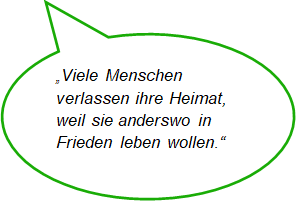 „Viele Menschen
verlassen ihre Heimat,
weil sie anderswo in
Frieden leben wollen.“